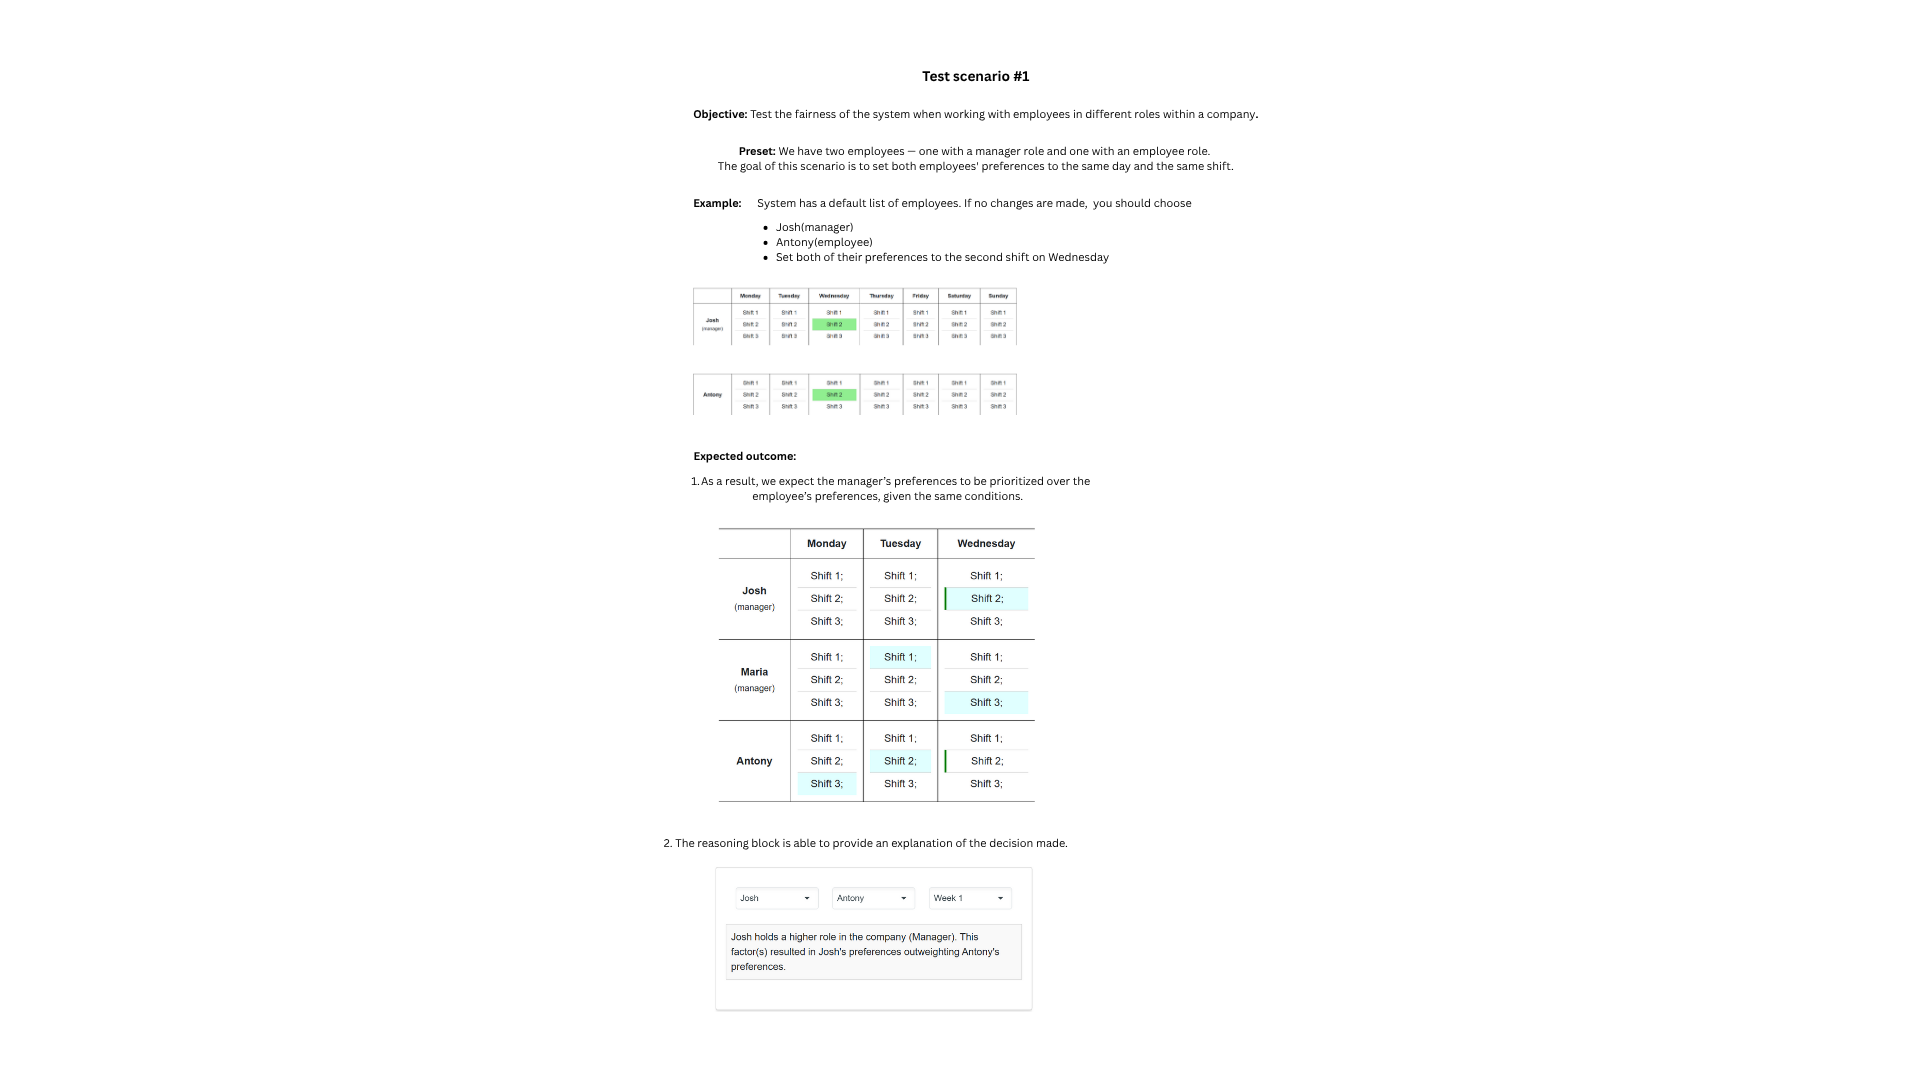 Test scenario #1
Objective: Test the fairness of the system when working with employees in different roles within a company.
Preset: We have two employees — one with a manager role and one with an employee role.
The goal of this scenario is to set both employees' preferences to the same day and the same shift.
Example: System has a default list of employees. If no changes are made, you should choose
• Josh(manager)
• Antony(employee)
• Set both of their preferences to the second shift on Wednesday
Monday Tuesday Wednesday Thursday Friday Saturday Sunday
Shift 1 Shift 1 Shift 1 Shift 1 Shift 1 Shift 1 Shift 1
Josh
(manager)
Shift 2 Shift 2 Shift 2 Shift 2 Shift 2 Shift 2 Shift 2
Shift 3 Shift 3 Shift 3 Shift 3 Shift 3 Shift 3 Shift 3
Shift 1 Shift 1 Shift 1 Shift 1 Shift 1 Shift 1 Shift 1
Antony Shift 2 Shift 2 Shift 2 Shift 2 Shift 2 Shift 2 Shift 2
Shift 3 Shift 3 Shift 3 Shift 3 Shift 3 Shift 3 Shift 3
Expected outcome:
1. As a result, we expect the manager's preferences to be prioritized over the
employee's preferences, given the same conditions.
Monday Tuesday Wednesday
Shift 1; Shift 1; Shift 1;
Josh
(manager)
Shift 2; Shift 2; Shift 2;
Shift 3; Shift 3; Shift 3;
Shift 1; Shift 1; Shift 1;
Maria
(manager)
Shift 2; Shift 2; Shift 2;
Shift 3; Shift 3; Shift 3;
Shift 1; Shift 1; Shift 1;
Antony Shift 2; Shift 2; Shift 2;
Shift 3; Shift 3; Shift 3;
2. The reasoning block is able to provide an explanation of the decision made.
Josh Antony Week 1
Josh holds a higher role in the company (Manager). This
factor(s) resulted in Josh's preferences outweighting Antony's
preferences.